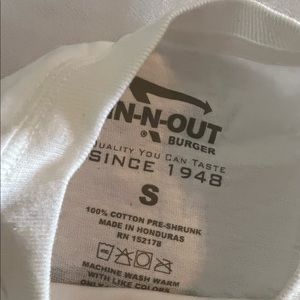 IN-N-OUT
BURGER
QUALITY YOU CAN TASTE
SINCE 1948
S
100% COTTON PRE-SHRUNK
MADE IN HONDURAS
RN 152178
MACHINE WASH WARM
WITH LIKE COLORS
ONLY